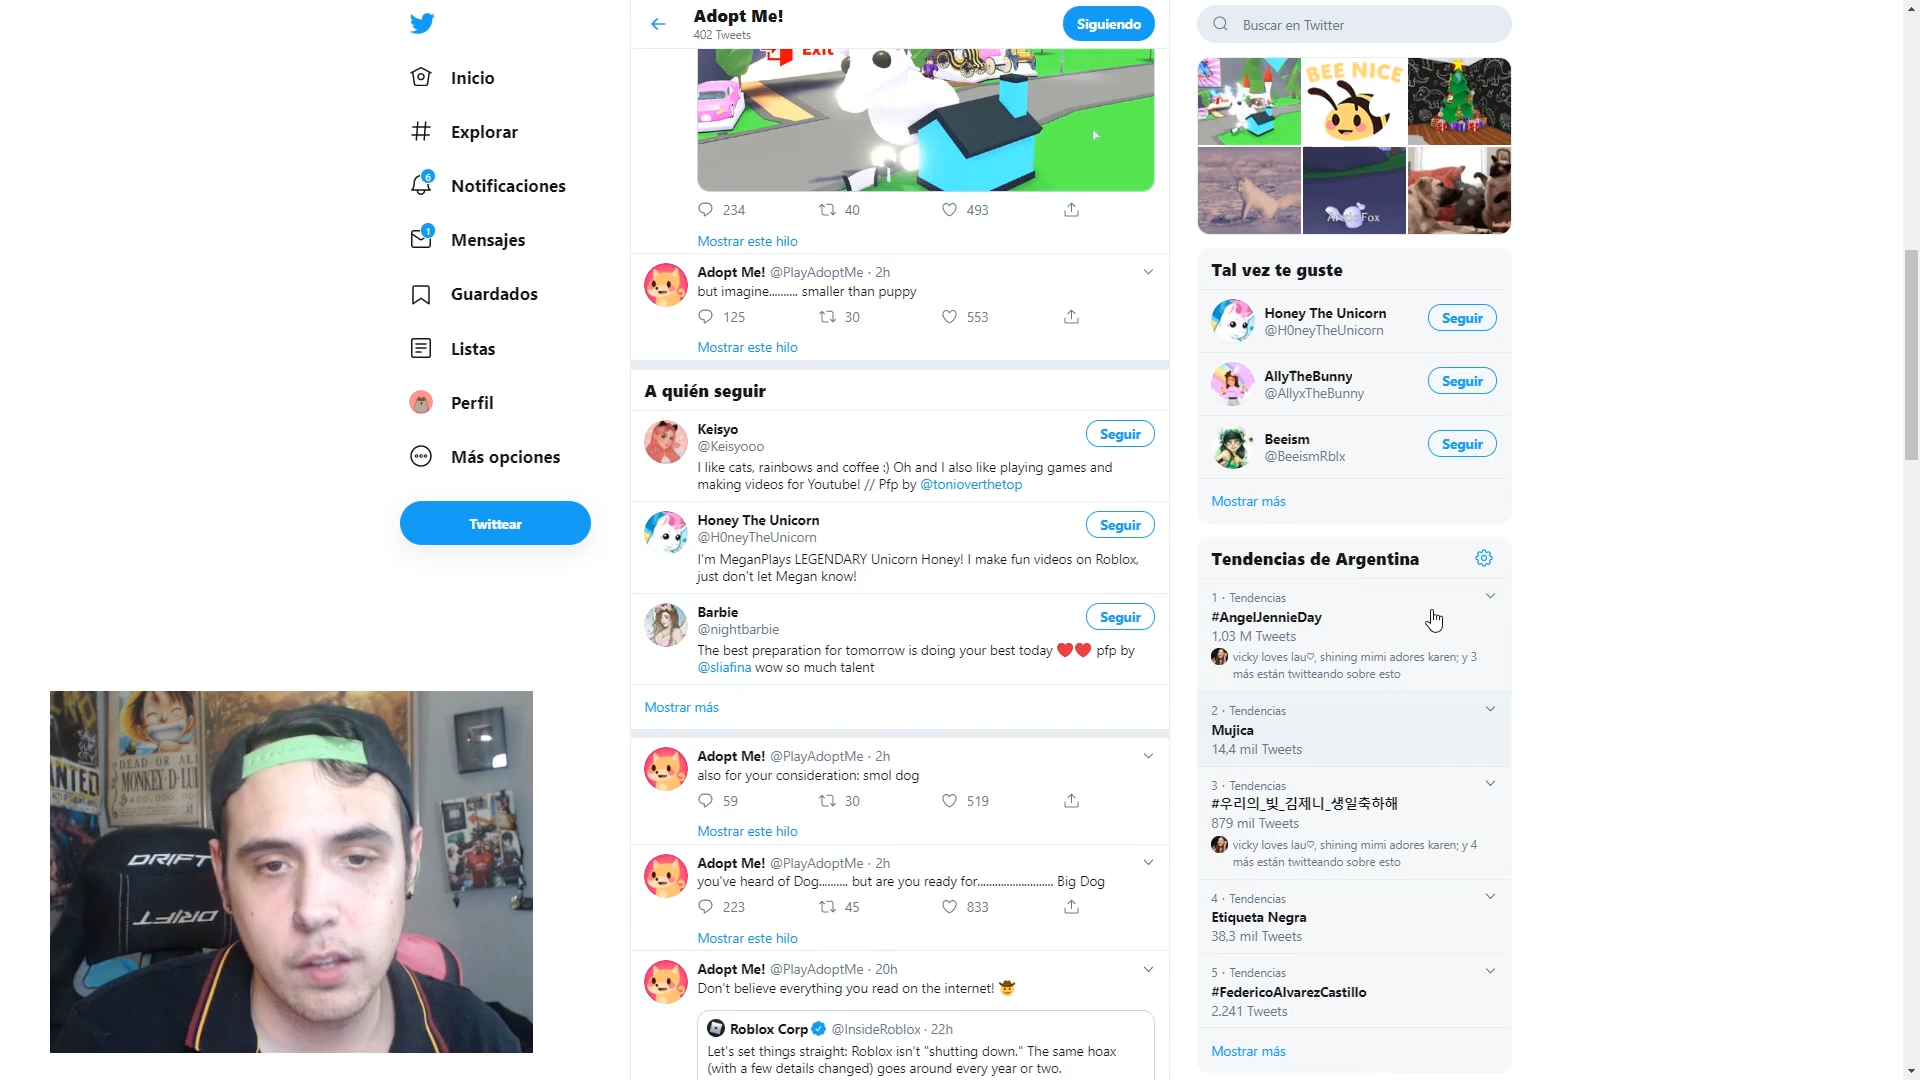 Inicio
Explorar
6
Notificaciones
1
Mensajes
Guardados
Listas
Perfil
Más opciones
Twittear
Adopt Me!
402 Tweets
Siguiendo
Exit
234
40
493
Mostrar este hilo
Adopt Me! @PlayAdoptMe · 2h
but imagine.......... smaller than puppy
125
30
553
Mostrar este hilo
A quién seguir
Keisyo
@Keisyooo
Seguir
I like cats, rainbows and coffee :) Oh and I also like playing games and
making videos for Youtube! // Pfp by @tonioverthetop
Honey The Unicorn
@H0neyTheUnicorn
Seguir
I'm MeganPlays LEGENDARY Unicorn Honey! I make fun videos on Roblox,
just don't let Megan know!
Barbie
@nightbarbie
Seguir
The best preparation for tomorrow is doing your best today ❤️❤️ pfp by
@sliafina wow so much talent
Mostrar más
Adopt Me! @PlayAdoptMe · 2h
also for your consideration: smol dog
59
30
519
Mostrar este hilo
Adopt Me! @PlayAdoptMe · 2h
you've heard of Dog.......... but are you ready for.......................... Big Dog
223
45
833
Mostrar este hilo
Adopt Me! @PlayAdoptMe · 20h
Don't believe everything you read on the internet! 🤠
Roblox Corp @InsideRoblox · 22h
Let's set things straight: Roblox isn't "shutting down." The same hoax
(with a few details changed) goes around every year or two.
Buscar en Twitter
BEE NICE
Arctic Fox
Tal vez te guste
Honey The Unicorn
@H0neyTheUnicorn
Seguir
AllyTheBunny
@AllyxTheBunny
Seguir
Beeism
@BeeismRblx
Seguir
Mostrar más
Tendencias de Argentina
1 · Tendencias
#AngelJennieDay
1,03 M Tweets
vicky loves lau♡, shining mimi adores karen; y 3
más están twitteando sobre esto
2 · Tendencias
Mujica
14,4 mil Tweets
3 · Tendencias
#우리의_빛_김제니_생일축하해
879 mil Tweets
vicky loves lau♡, shining mimi adores karen; y 4
más están twitteando sobre esto
4 · Tendencias
Etiqueta Negra
38,3 mil Tweets
5 · Tendencias
#FedericoAlvarezCastillo
2.241 Tweets
Mostrar más
DEAD OR ALI
MONKEY·D·LU
DRIFT
DRIFT